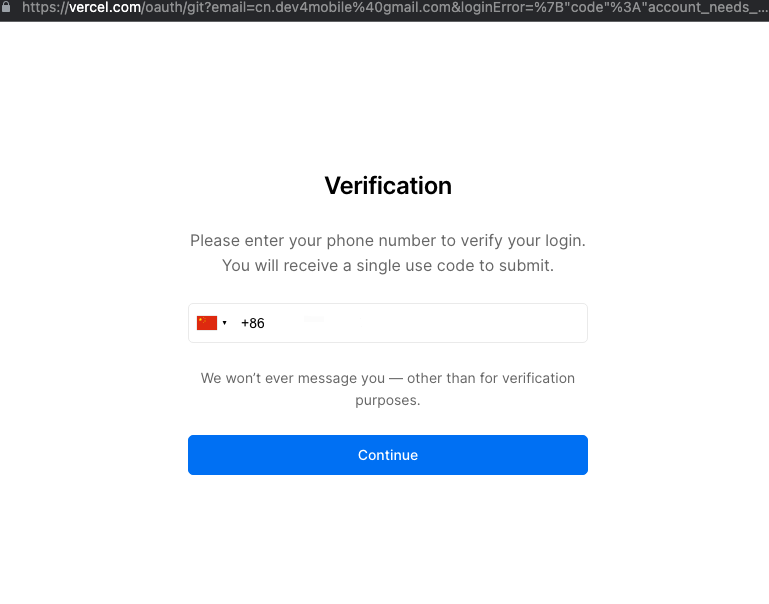 https://vercel.com/oauth/git?email=cn.dev4mobile%40gmail.com&loginError=%7B"code"%3A"account_needs_...
Verification
Please enter your phone number to verify your login.
You will receive a single use code to submit.
+86
We won’t ever message you — other than for verification
purposes.
Continue